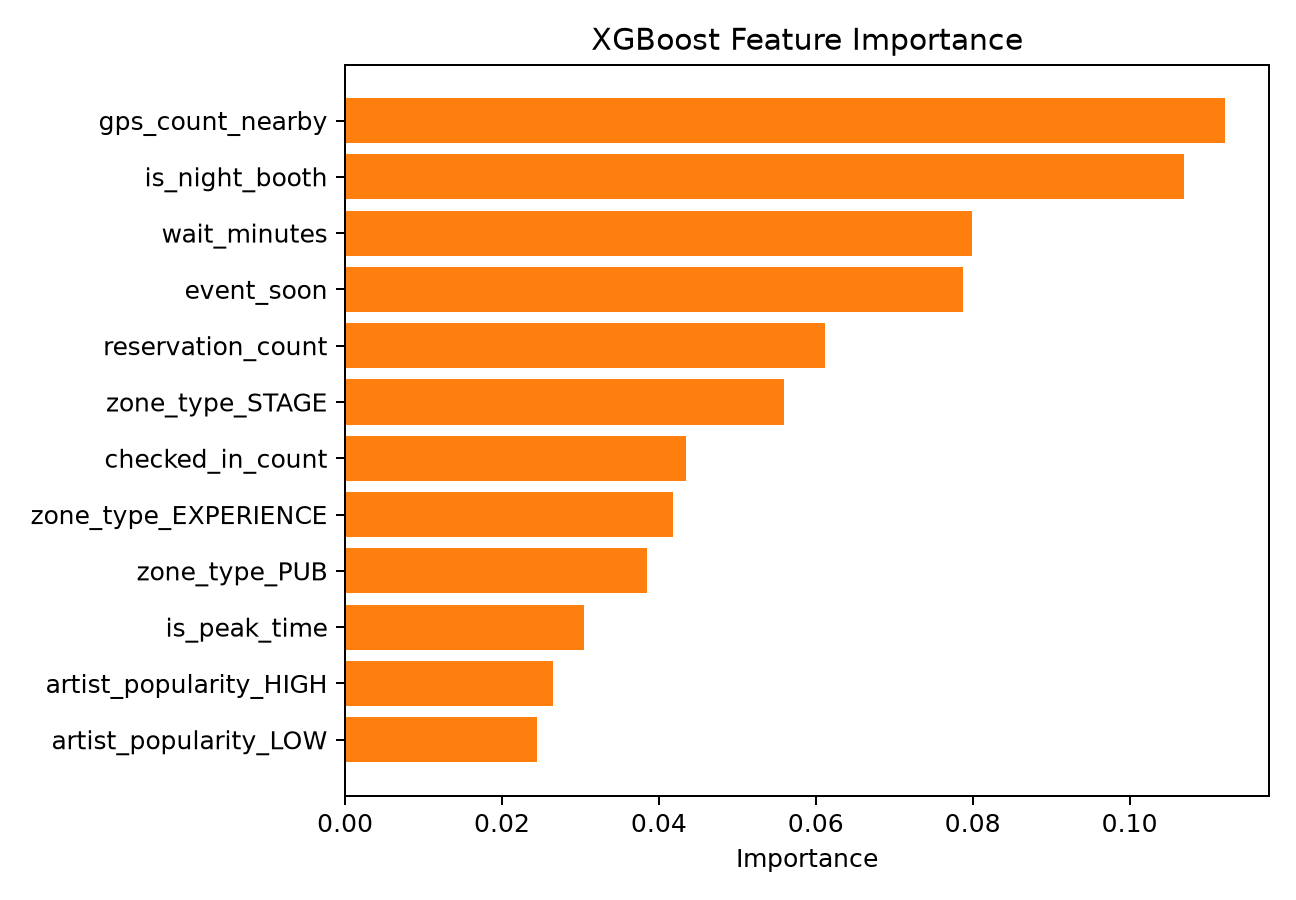 XGBoost Feature Importance
gps_count_nearby
is_night_booth
wait_minutes
event_soon
reservation_count
zone_type_STAGE
checked_in_count
zone_type_EXPERIENCE
zone_type_PUB
is_peak_time
artist_popularity_HIGH
artist_popularity_LOW
0.00 0.02 0.04 0.06 0.08 0.10
Importance